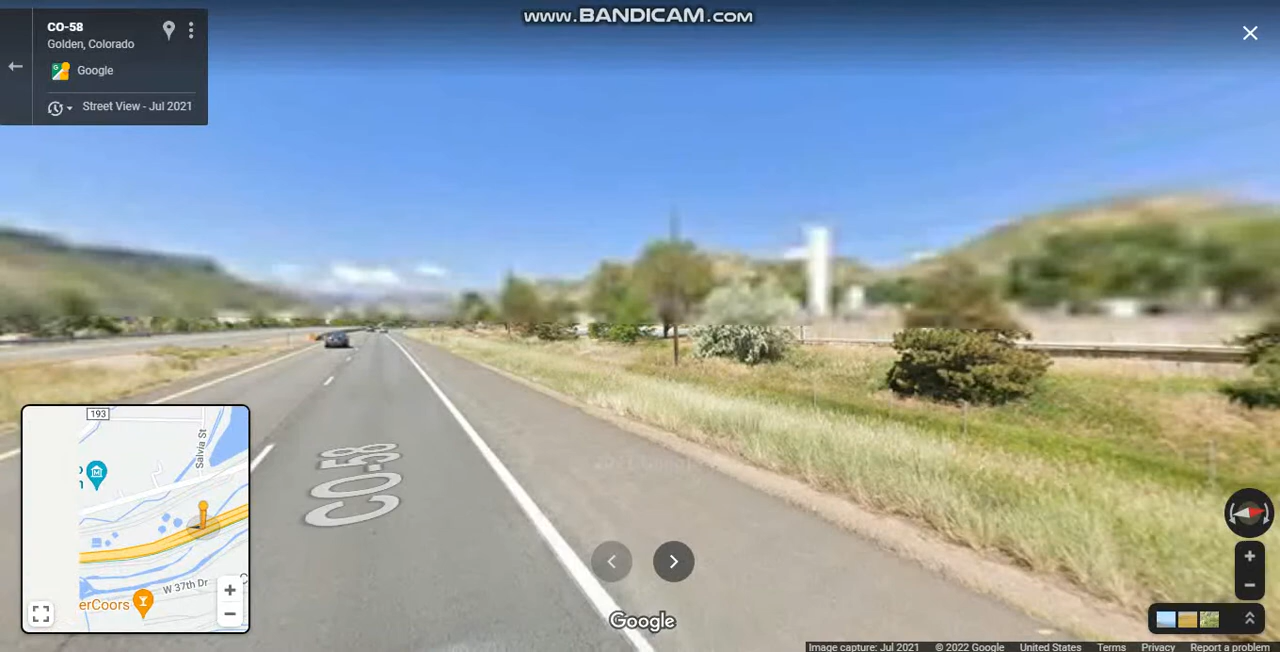 www.BANDICAM.com
CO-58
Golden, Colorado
Google
Street View - Jul 2021
CO-58
193
Salvia St
W 37th Dr
erCoors
Google
Image capture: Jul 2021 © 2022 Google United States Terms Privacy Report a problem